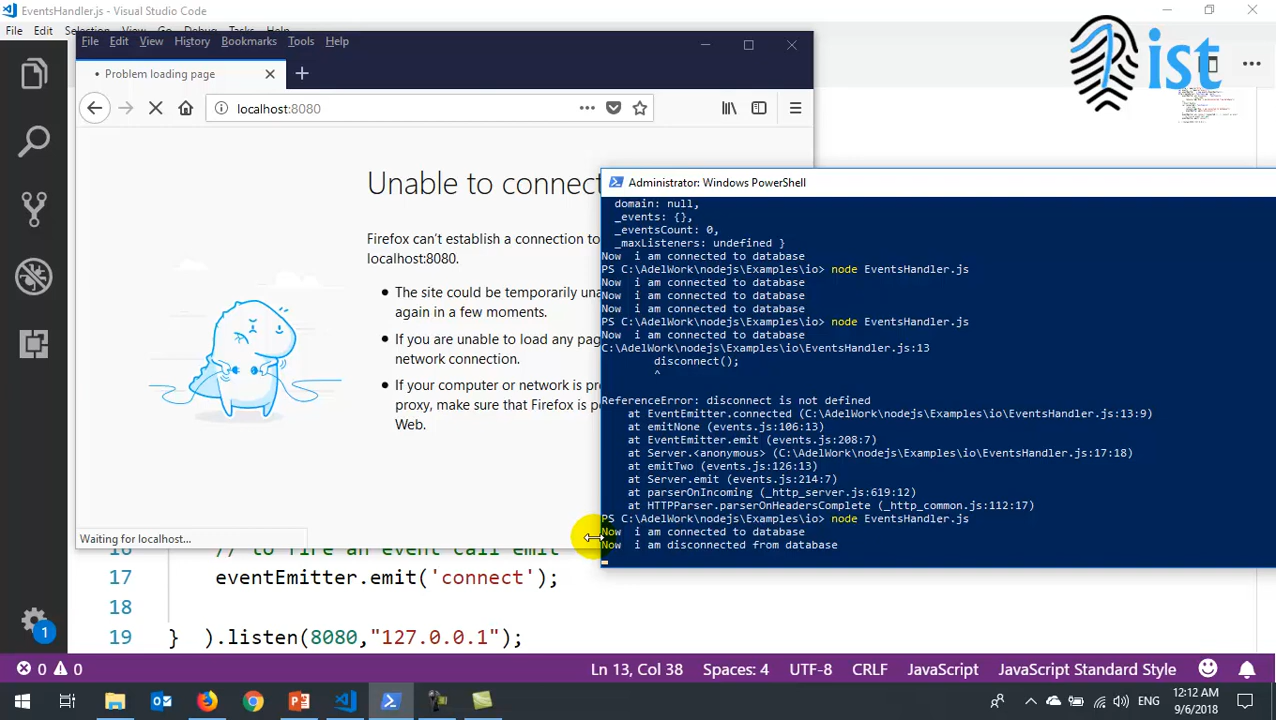 EventsHandler.js - Visual Studio Code
File Edit Selection
File Edit View History Bookmarks Tools Help
Problem loading page
localhost:8080
ist
Unable to connect
Firefox can't establish a connection to
localhost:8080.
The site could be temporarily una
again in a few moments.
If you are unable to load any pag
network connection.
If your computer or network is pr
proxy, make sure that Firefox is p
Web.
Waiting for localhost...
Administrator: Windows PowerShell
domain: null,
_events: {},
_eventsCount: 0,
_maxListeners: undefined }
Now  i am connected to database
PS C:\AdelWork\nodejs\Examples\io> node EventsHandler.js
Now  i am connected to database
Now  i am connected to database
Now  i am connected to database
PS C:\AdelWork\nodejs\Examples\io> node EventsHandler.js
Now  i am connected to database
C:\AdelWork\nodejs\Examples\io\EventsHandler.js:13
disconnect();
^
ReferenceError: disconnect is not defined
at EventEmitter.connected (C:\AdelWork\nodejs\Examples\io\EventsHandler.js:13:9)
at emitNone (events.js:106:13)
at EventEmitter.emit (events.js:208:7)
at Server.<anonymous> (C:\AdelWork\nodejs\Examples\io\EventsHandler.js:17:18)
at emitTwo (events.js:126:13)
at Server.emit (events.js:214:7)
at parserOnIncoming (_http_server.js:619:12)
at HTTPParser.parserOnHeadersComplete (_http_common.js:112:17)
PS C:\AdelWork\nodejs\Examples\io> node EventsHandler.js
Now  i am connected to database
Now  i am disconnected from database
16 // to fire an event call emit
17 eventEmitter.emit('connect');
18
19 } ).listen(8080,"127.0.0.1");
1
0 0 Ln 13, Col 38 Spaces: 4 UTF-8 CRLF JavaScript JavaScript Standard Style
ENG 12:12 AM
9/6/2018